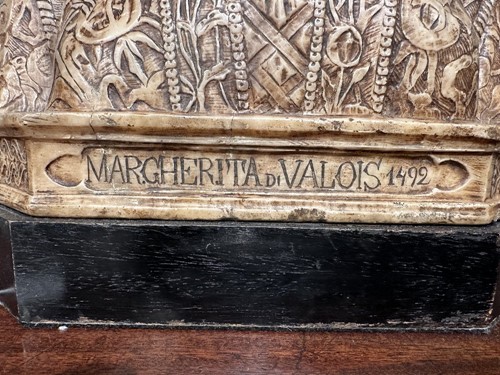 MARGHERITA DI VALOIS 1492